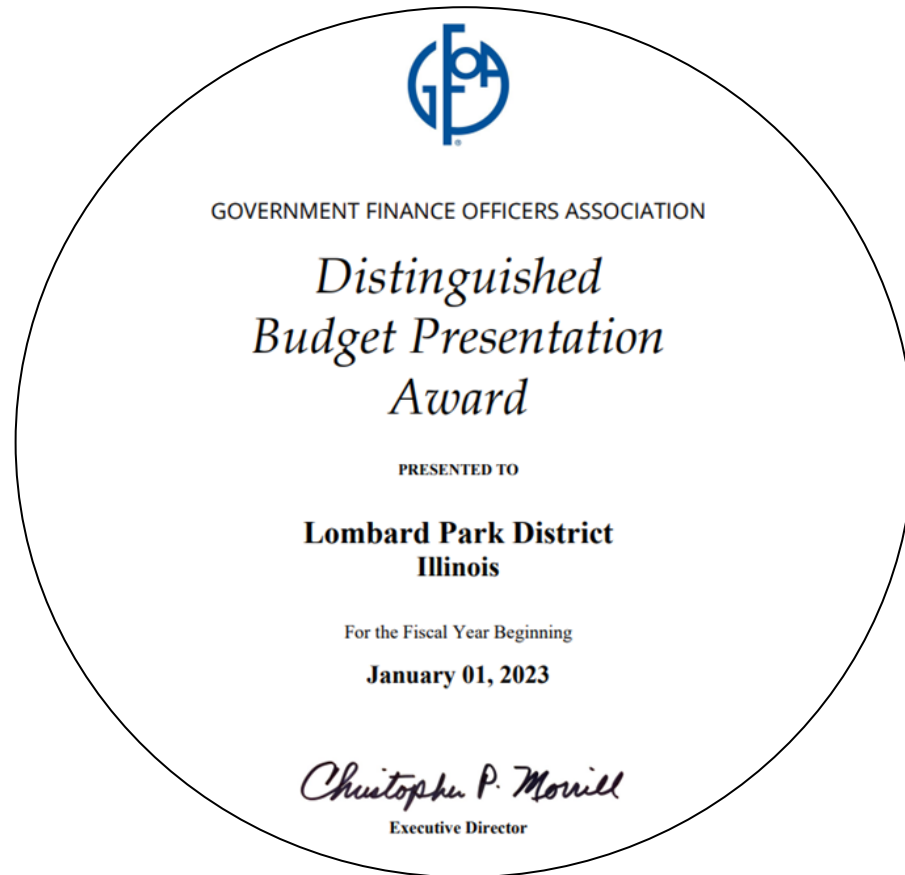 GFOA
®
GOVERNMENT FINANCE OFFICERS ASSOCIATION
Distinguished
Budget Presentation
Award
PRESENTED TO
Lombard Park District
Illinois
For the Fiscal Year Beginning
January 01, 2023
Christopher P. Morrill
Executive Director